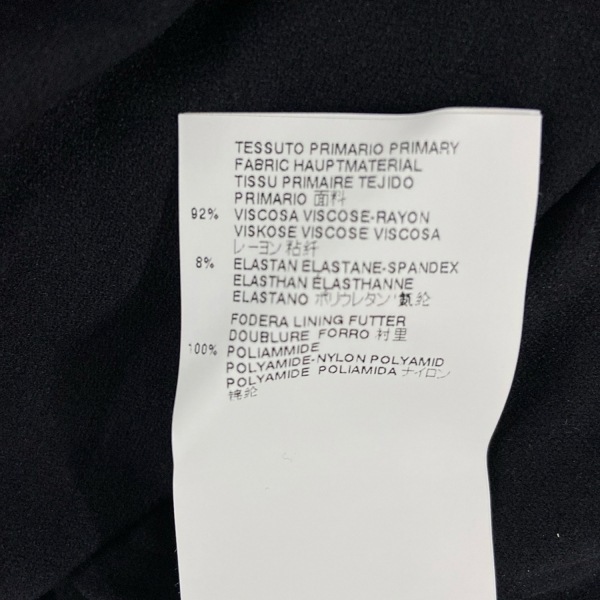 TESSUTO PRIMARIO PRIMARY
FABRIC HAUPTMATERIAL
TISSU PRIMAIRE TEJIDO
PRIMARIO 面料
92% VISCOSA VISCOSE-RAYON
VISKOSE VISCOSE VISCOSA
レーヨン 粘纤
8% ELASTAN ELASTANE-SPANDEX
ELASTHAN ÉLASTHANNE
ELASTANO ポリウレタン 氨纶
FODERA LINING FUTTER
DOUBLURE FORRO 衬里
100% POLIAMMIDE
POLYAMIDE-NYLON POLYAMID
POLYAMIDE POLIAMIDA ナイロン
锦纶